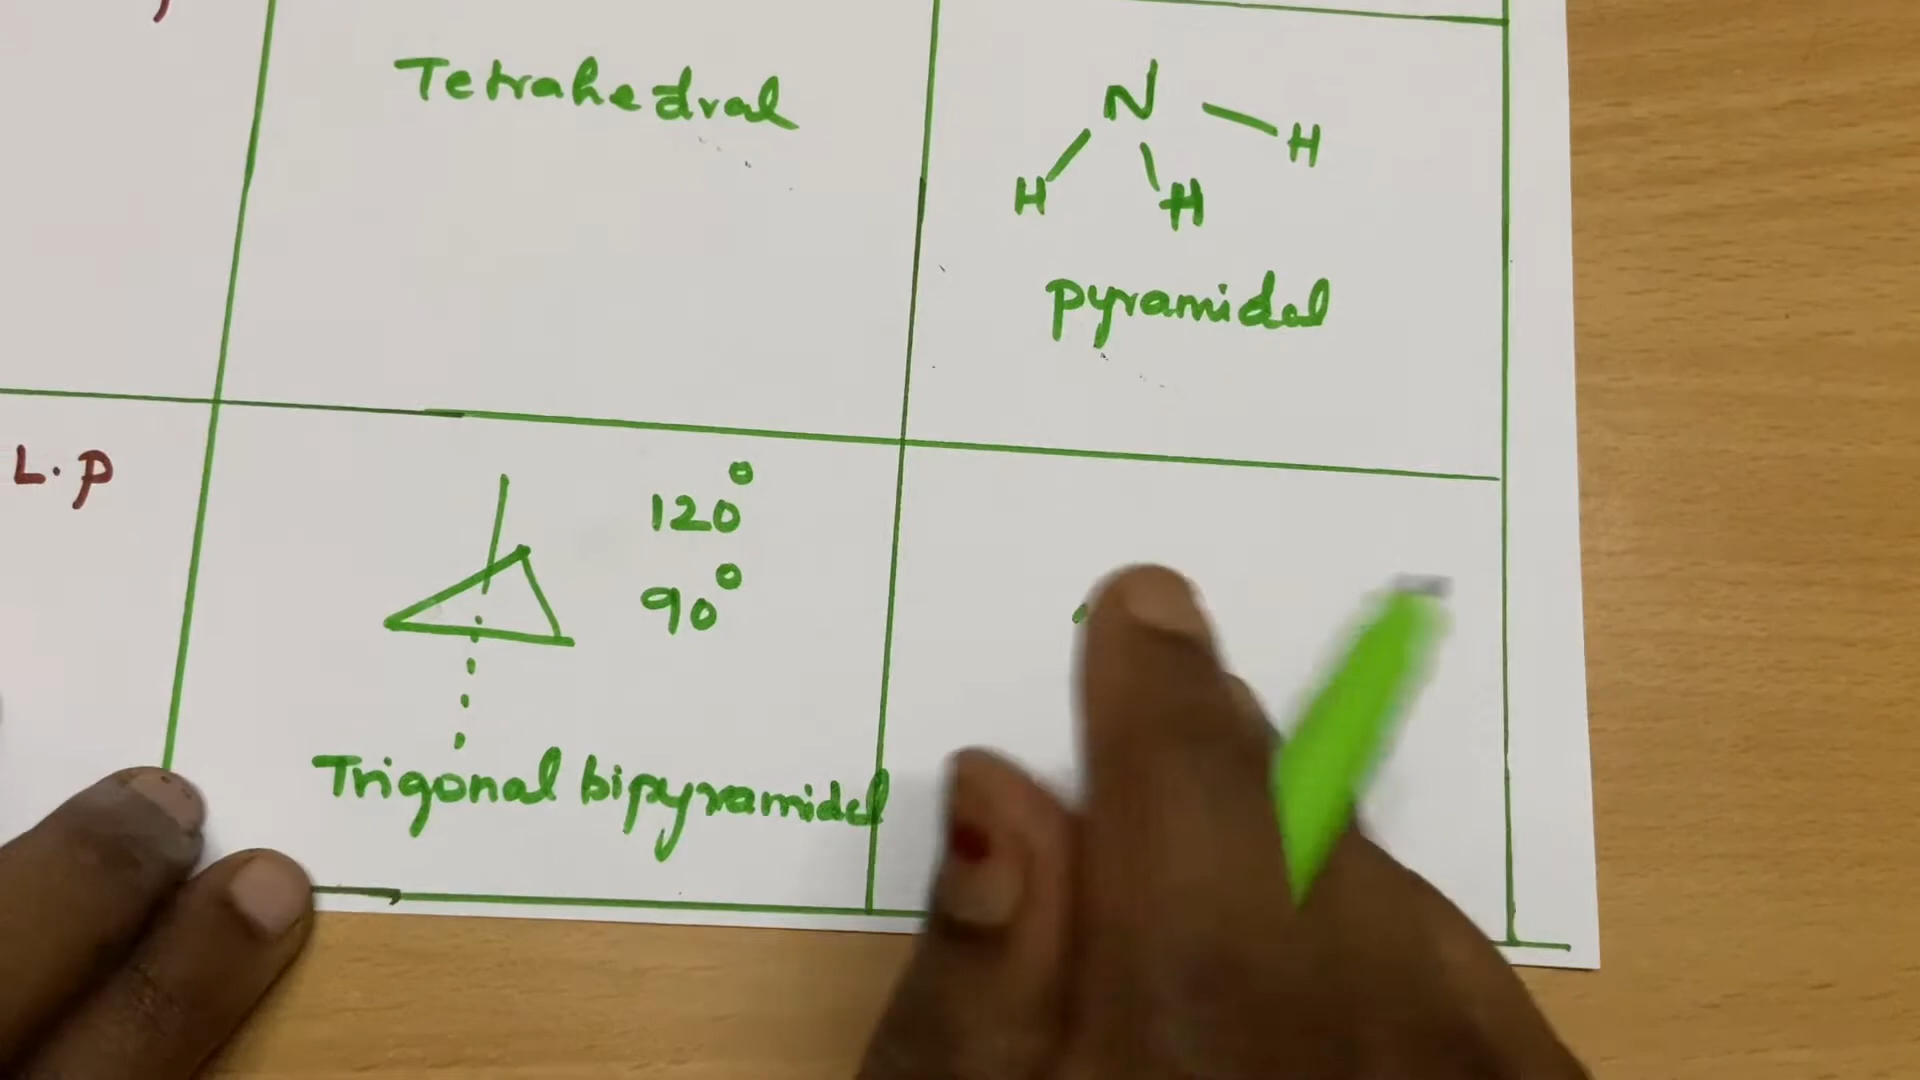 Tetrahedral
N
H
H
H
pyramidal
L.p
120°
90°
Trigonal bipyramidal